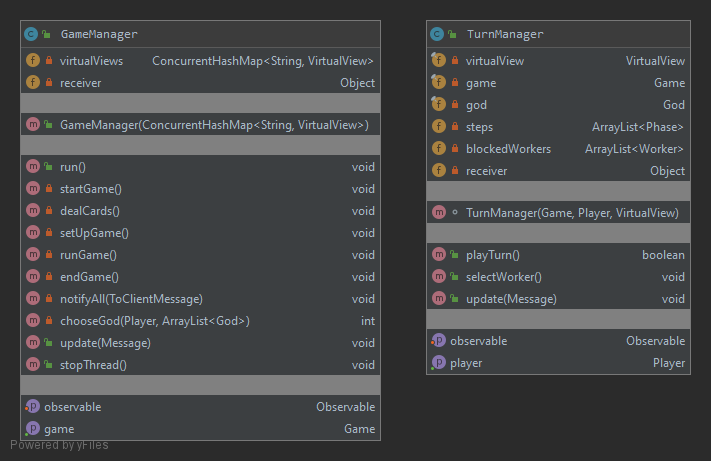 GameManager
virtualViews ConcurrentHashMap<String, VirtualView>
receiver Object
GameManager(ConcurrentHashMap<String, VirtualView>)
run() void
startGame() void
dealCards() void
setUpGame() void
runGame() void
endGame() void
notifyAll(ToClientMessage) void
chooseGod(Player, ArrayList<God>) int
update(Message) void
stopThread() void
observable Observable
game Game
TurnManager
virtualView VirtualView
game Game
god God
steps ArrayList<Phase>
blockedWorkers ArrayList<Worker>
receiver Object
TurnManager(Game, Player, VirtualView)
playTurn() boolean
selectWorker() void
update(Message) void
observable Observable
player Player
Powered by yFiles